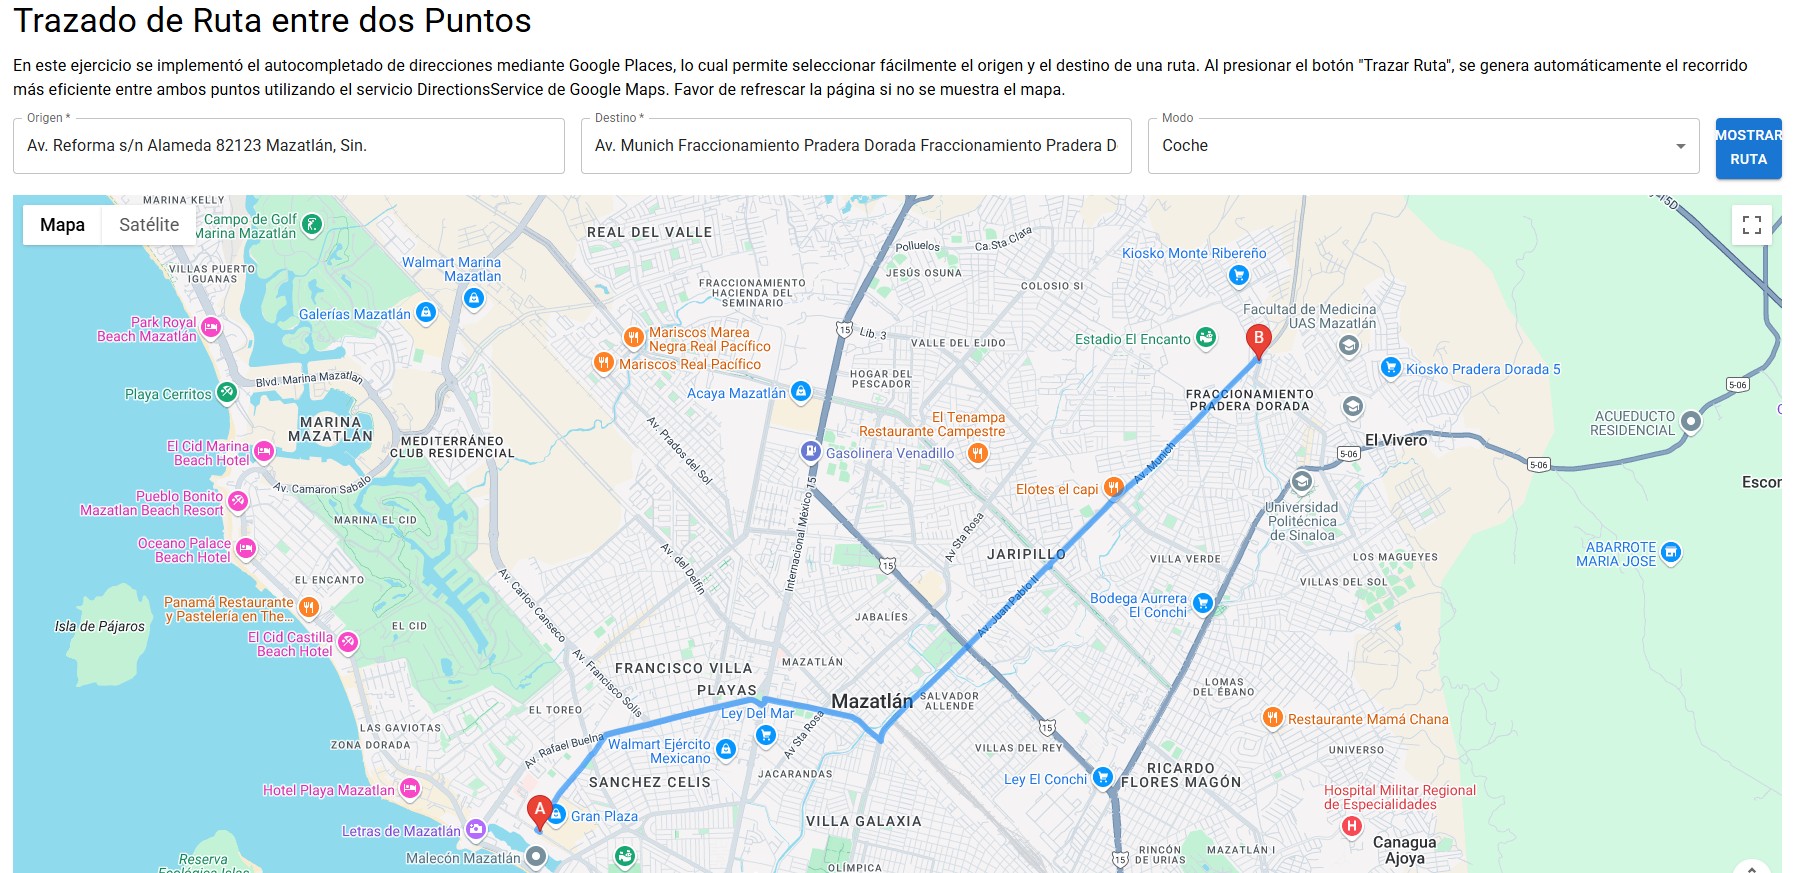 Trazado de Ruta entre dos Puntos
En este ejercicio se implementó el autocompletado de direcciones mediante Google Places, lo cual permite seleccionar fácilmente el origen y el destino de una ruta. Al presionar el botón "Trazar Ruta", se genera automáticamente el recorrido
más eficiente entre ambos puntos utilizando el servicio DirectionsService de Google Maps. Favor de refrescar la página si no se muestra el mapa.
Origen *
Av. Reforma s/n Alameda 82123 Mazatlán, Sin.
Destino *
Av. Munich Fraccionamiento Pradera Dorada Fraccionamiento Pradera D
Modo
Coche
MOSTRAR
RUTA
Mapa
Satélite
MARINA KELLY
Campo de Golf
Marina Mazatlán
VILLAS PUERTO
IGUANAS
Walmart Marina
Mazatlan
Galerías Mazatlán
Park Royal
Beach Mazatlán
REAL DEL VALLE
FRACCIONAMIENTO
HACIENDA DEL
SEMINARIO
Polluelos
Ca.Sta Clara
JESÚS OSUNA
COLOSIO SI
Kiosko Monte Ribereño
Facultad de Medicina
UAS Mazatlán
Estadio El Encanto
B
Mariscos Marea
Negra Real Pacífico
Mariscos Real Pacífico
15
Lib. 3
VALLE DEL EJIDO
HOGAR DEL
PESCADOR
Kiosko Pradera Dorada 5
5-06
Blvd. Marina Mazatlan
Playa Cerritos
Acaya Mazatlán
FRACCIONAMIENTO
PRADERA DORADA
MARINA
MAZATLÁN
El Cid Marina
Beach Hotel
MEDITERRÁNEO
CLUB RESIDENCIAL
Av. Prados del Sol
El Tenampa
Restaurante Campestre
Gasolinera Venadillo
ACUEDUCTO
RESIDENCIAL
El Vivero
5-06
5-06
Av. Munich
Elotes el capi
Av. Camaron Sabalo
Pueblo Bonito
Mazatlan Beach Resort
MARINA EL CID
Internacional México 15
Av Sta Rosa
Universidad
Politécnica
de Sinaloa
Escor
Oceano Palace
Beach Hotel
EL ENCANTO
Av. del Delfín
15
JARIPILLO
VILLA VERDE
LOS MAGUEYES
VILLAS DEL SOL
ABARROTE
MARIA JOSE
Av. Carlos Canseco
Panamá Restaurante
y Pasteleria en The...
Isla de Pájaros
EL CID
El Cid Castilla
Beach Hotel
Av. Francisco Solis
JABALÍES
Av. Juan Pablo II
Bodega Aurrera
El Conchi
FRANCISCO VILLA
MAZATLÁN
PLAYAS
Mazatlán
SALVADOR
ALLENDE
LOMAS
DEL ÉBANO
EL TOREO
Ley Del Mar
Av Sta Rosa
15
Restaurante Mamá Chana
LAS GAVIOTAS
ZONA DORADA
Av. Rafael Buelna
Walmart Ejército
Mexicano
VILLAS DEL REY
UNIVERSO
JACARANDAS
SANCHEZ CELIS
Ley El Conchi
RICARDO
FLORES MAGÓN
Hotel Playa Mazatlan
A
Gran Plaza
VILLA GALAXIA
Hospital Militar Regional
de Especialidades
H
Letras de Mazatlán
Malecón Mazatlán
Reserva
Ecológica Islas
OLÍMPICA
15
RINCÓN
DE URIAS
MAZATLÁN I
Canagua
Ajoya